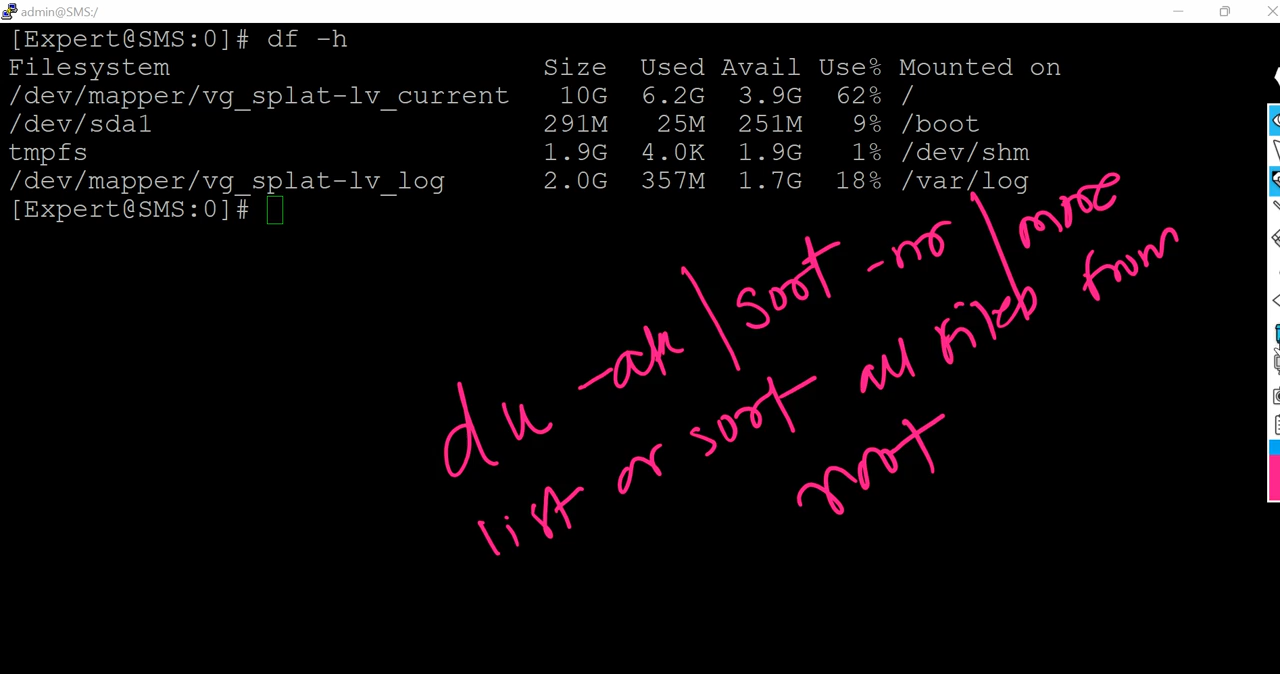 admin@SMS:/
[Expert@SMS:0]# df -h
Filesystem Size Used Avail Use% Mounted on
/dev/mapper/vg_splat-lv_current 10G 6.2G 3.9G 62% /
/dev/sda1 291M 25M 251M 9% /boot
tmpfs 1.9G 4.0K 1.9G 1% /dev/shm
/dev/mapper/vg_splat-lv_log 2.0G 357M 1.7G 18% /var/log
[Expert@SMS:0]#
du -ah | sort -nr | more
list or sort all files from
root